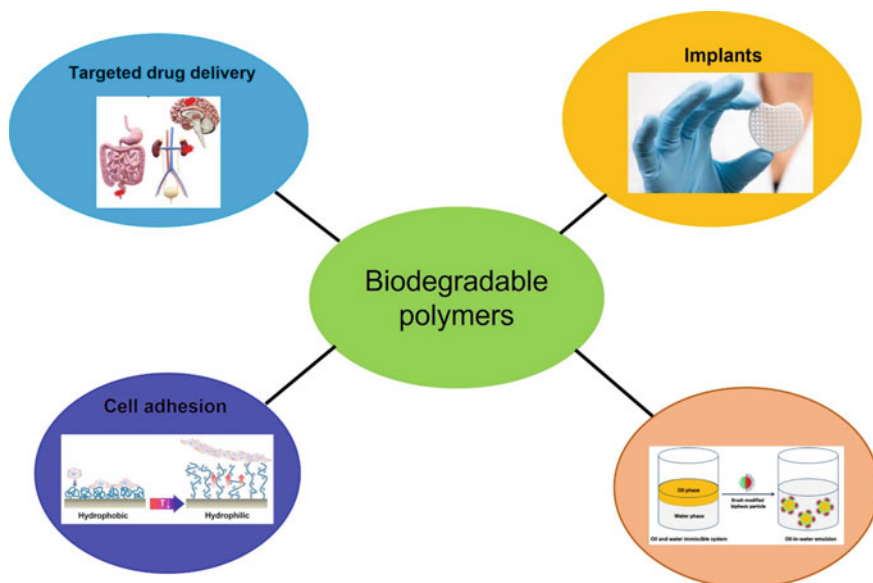 Targeted drug delivery
Implants
Biodegradable
polymers
Cell adhesion
Hydrophobic
T↓
Hydrophilic
Oil phase
Water phase
Oil and water immiscible system
Brush modified
biphasic particle
Oil-in-water emulsion